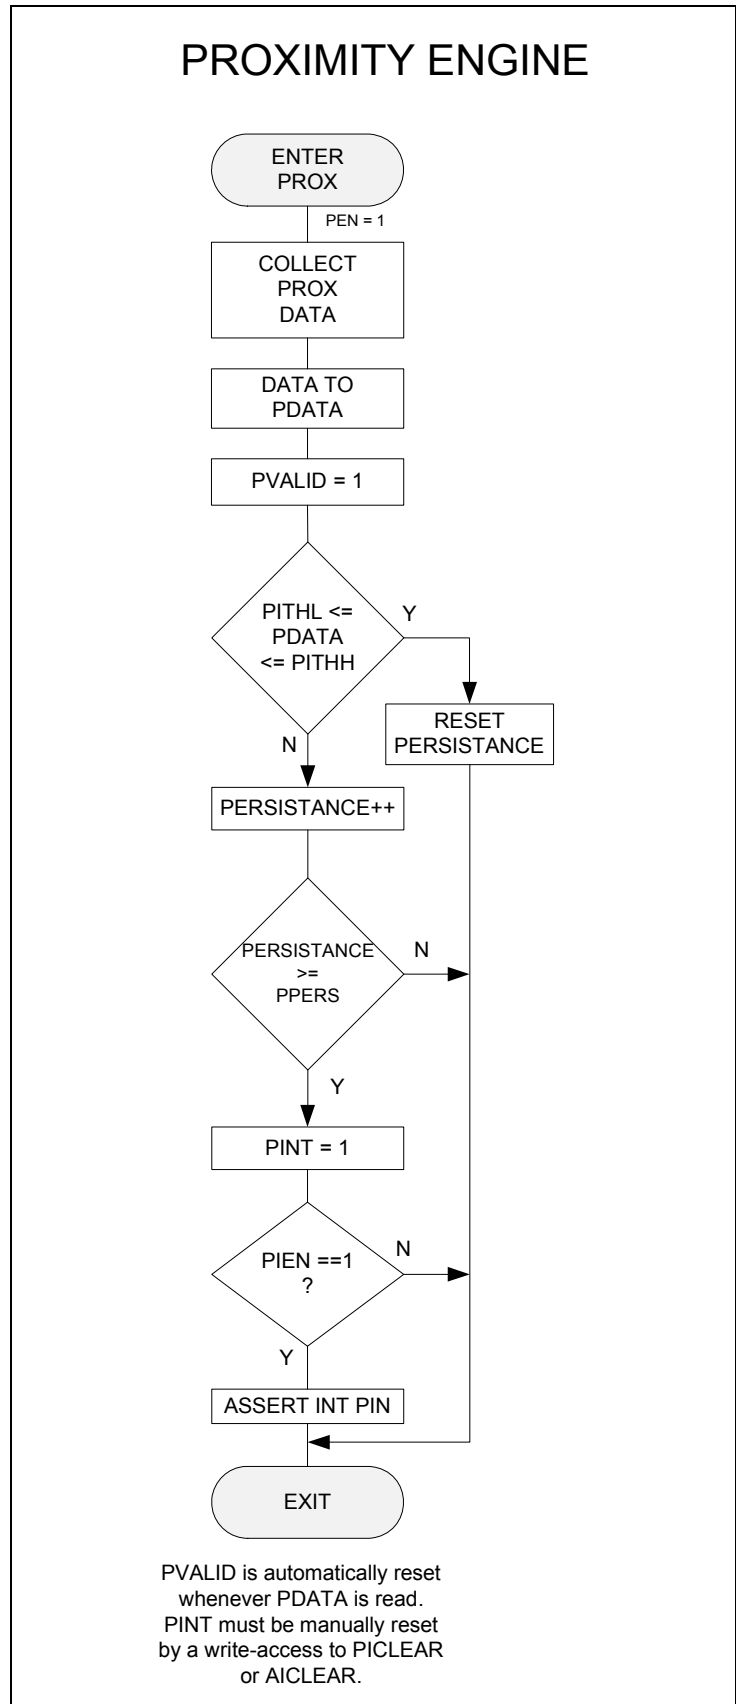 PROXIMITY ENGINE
ENTER
PROX
PEN = 1
COLLECT
PROX
DATA
DATA TO
PDATA
PVALID = 1
PITHL <=
PDATA
<= PITHH
Y
N
RESET
PERSISTANCE
PERSISTANCE++
PERSISTANCE
>=
PPERS
N
Y
PINT = 1
PIEN ==1
?
N
Y
ASSERT INT PIN
EXIT
PVALID is automatically reset
whenever PDATA is read.
PINT must be manually reset
by a write-access to PICLEAR
or AICLEAR.